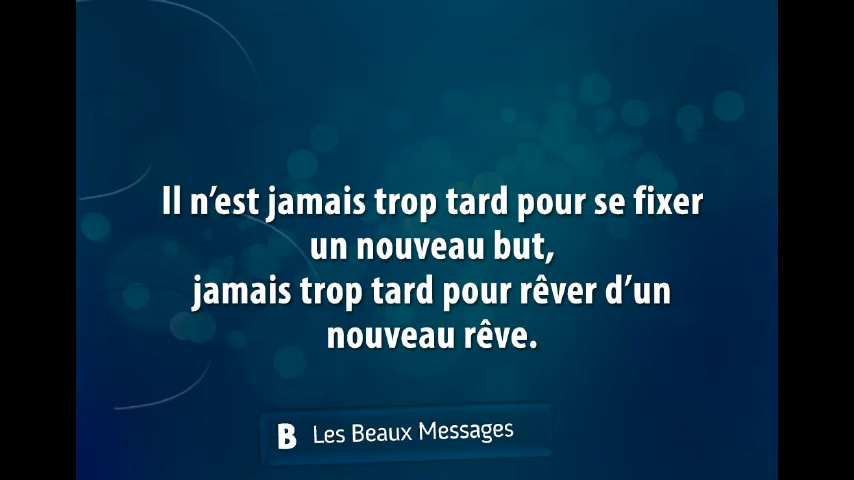 Il n’est jamais trop tard pour se fixer
un nouveau but,
jamais trop tard pour rêver d’un
nouveau rêve.
B Les Beaux Messages